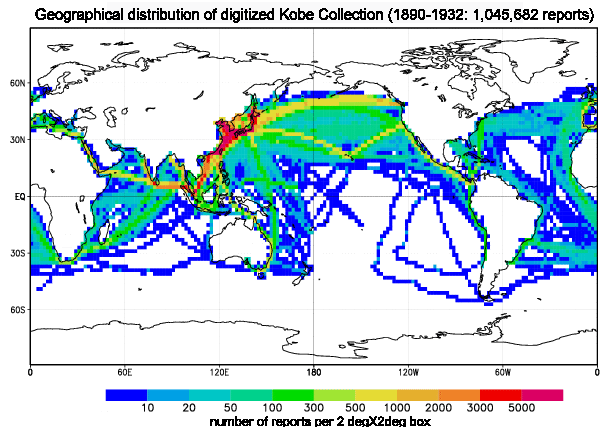 Geographical distribution of digitized Kobe Collection (1890-1932: 1,045,682 reports)
60N
30N
EQ
30S
60S
0 60E 120E 180 120W 60W 0
10 20 50 100 300 500 1000 2000 3000 5000
number of reports per 2 degX2deg box